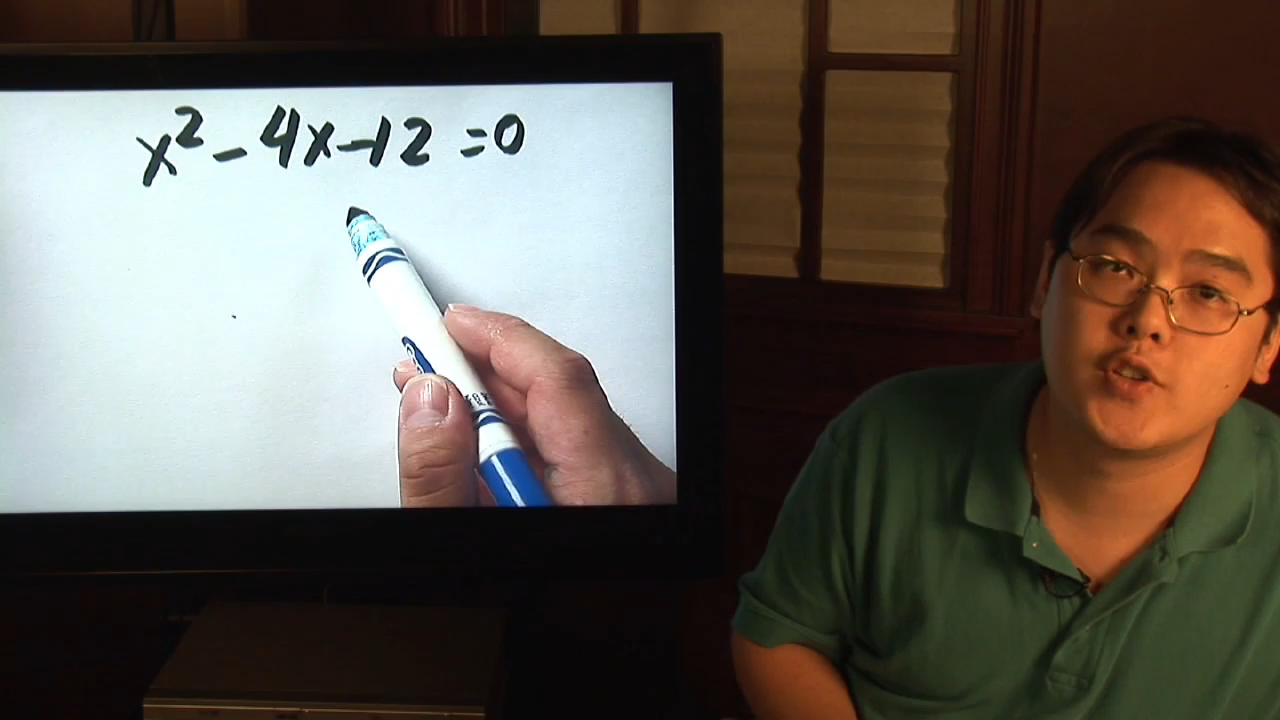 x² - 4x - 12 = 0